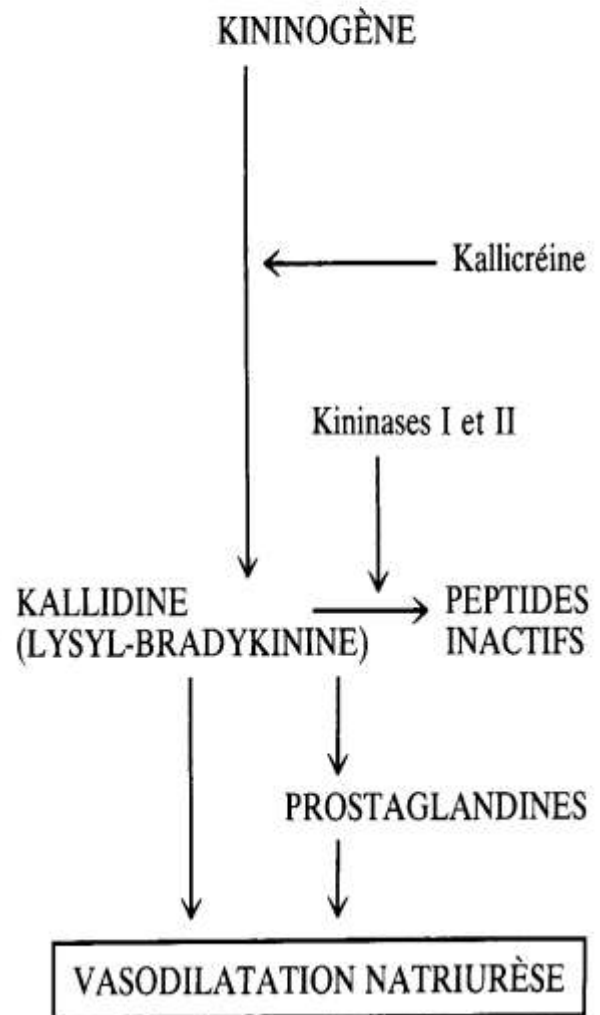 KININOGÈNE
Kallicréine
Kininases I et II
KALLIDINE
(LYSYL-BRADYKININE)
PEPTIDES
INACTIFS
PROSTAGLANDINES
VASODILATATION NATRIURÈSE